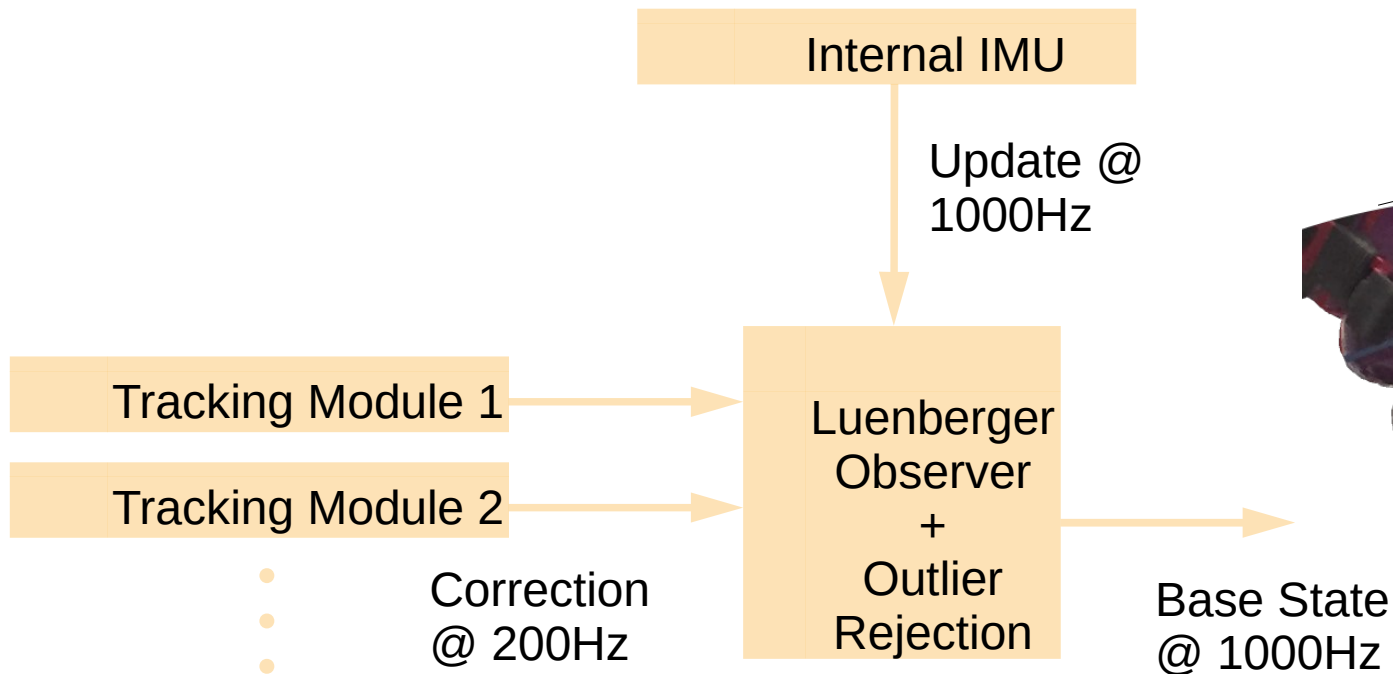 Internal IMU
Update @
1000Hz
Tracking Module 1
Tracking Module 2
Correction
@ 200Hz
Luenberger
Observer
+
Outlier
Rejection
Base State
@ 1000Hz